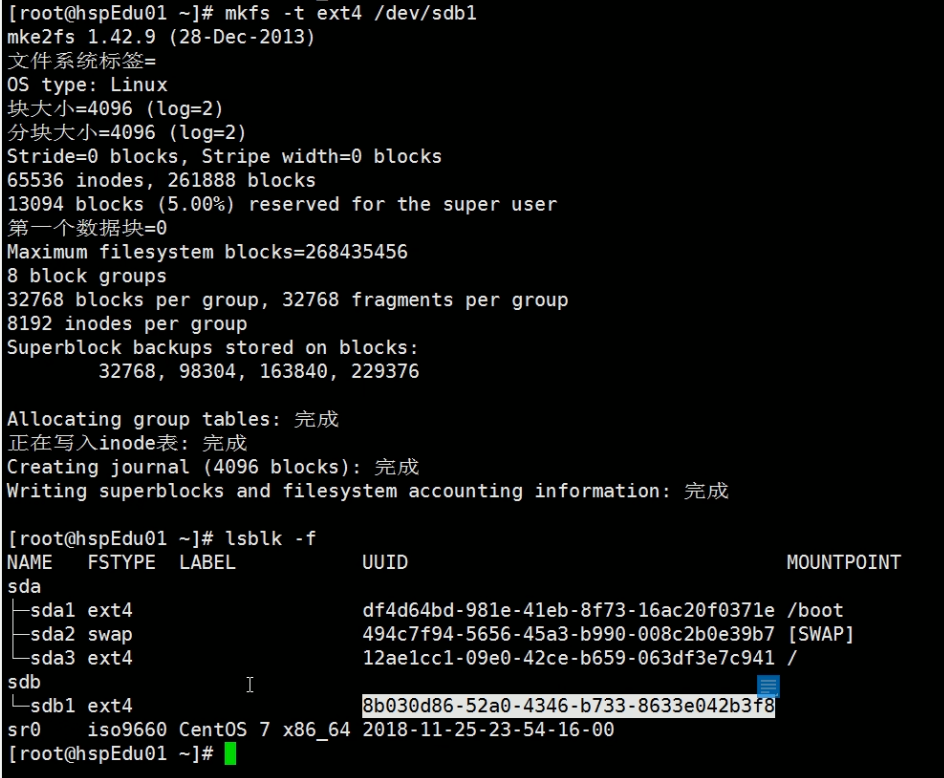 [root@hspEdu01 ~]# mkfs -t ext4 /dev/sdb1
mke2fs 1.42.9 (28-Dec-2013)
文件系统标签=
OS type: Linux
块大小=4096 (log=2)
分块大小=4096 (log=2)
Stride=0 blocks, Stripe width=0 blocks
65536 inodes, 261888 blocks
13094 blocks (5.00%) reserved for the super user
第一个数据块=0
Maximum filesystem blocks=268435456
8 block groups
32768 blocks per group, 32768 fragments per group
8192 inodes per group
Superblock backups stored on blocks:
        32768, 98304, 163840, 229376

Allocating group tables: 完成
正在写入inode表: 完成
Creating journal (4096 blocks): 完成
Writing superblocks and filesystem accounting information: 完成

[root@hspEdu01 ~]# lsblk -f
NAME   FSTYPE  LABEL           UUID                                 MOUNTPOINT
sda
├─sda1 ext4                    df4d64bd-981e-41eb-8f73-16ac20f0371e /boot
├─sda2 swap                    494c7f94-5656-45a3-b990-008c2b0e39b7 [SWAP]
└─sda3 ext4                    12ae1cc1-09e0-42ce-b659-063df3e7c941 /
sdb
└─sdb1 ext4                    8b030d86-52a0-4346-b733-8633e042b3f8
sr0    iso9660 CentOS 7 x86_64 2018-11-25-23-54-16-00
[root@hspEdu01 ~]#